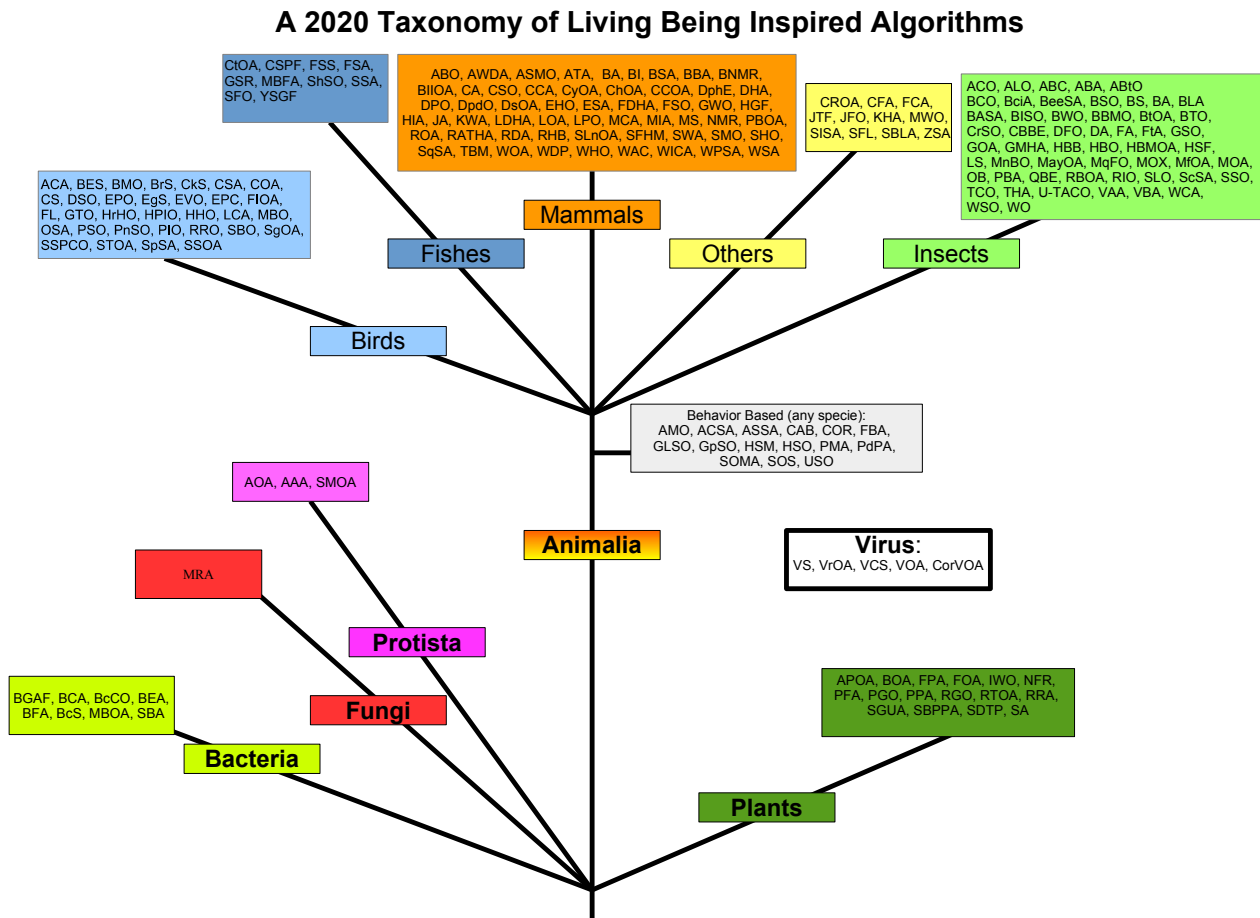 A 2020 Taxonomy of Living Being Inspired Algorithms
CtOA, CSPF, FSS, FSA,
GSR, MBFA, ShSO, SSA,
SFO, YSGF
ABO, AWDA, ASMO, ATA, BA, BI, BSA, BBA, BNMR,
BIIOA, CA, CSO, CCA, CyOA, ChOA, CCOA, DphE, DHA,
DPO, DpdO, DsOA, EHO, ESA, FDHA, FSO, GWO, HGF,
HIA, JA, KWA, LDHA, LOA, LPO, MCA, MIA, MS, NMR, PBOA,
ROA, RATHA, RDA, RHB, SLnOA, SFHM, SWA, SMO, SHO,
SqSA, TBM, WOA, WDP, WHO, WAC, WICA, WPSA, WSA
CROA, CFA, FCA,
JTF, JFO, KHA, MWO,
SISA, SFL, SBLA, ZSA
ACO, ALO, ABC, ABA, ABtO
BCO, BciA, BeeSA, BSO, BS, BA, BLA
BASA, BISO, BWO, BBMO, BtOA, BTO,
CrSO, CBBE, DFO, DA, FA, FtA, GSO,
GOA, GMHA, HBB, HBO, HBMOA, HSF,
LS, MnBO, MayOA, MqFO, MOX, MfOA, MOA,
OB, PBA, QBE, RBOA, RIO, SLO, ScSA, SSO,
TCO, THA, U-TACO, VAA, VBA, WCA,
WSO, WO
ACA, BES, BMO, BrS, CkS, CSA, COA,
CS, DSO, EPO, EgS, EVO, EPC, FIOA,
FL, GTO, HrHO, HPIO, HHO, LCA, MBO,
OSA, PSO, PnSO, PIO, RRO, SBO, SgOA,
SSPCO, STOA, SpSA, SSOA
Mammals
Fishes
Others
Insects
Birds
Behavior Based (any specie):
AMO, ACSA, ASSA, CAB, COR, FBA,
GLSO, GpSO, HSM, HSO, PMA, PdPA,
SOMA, SOS, USO
AOA, AAA, SMOA
Animalia
Virus:
VS, VrOA, VCS, VOA, CorVOA
MRA
Protista
BGAF, BCA, BcCO, BEA,
BFA, BcS, MBOA, SBA
Fungi
Bacteria
APOA, BOA, FPA, FOA, IWO, NFR,
PFA, PGO, PPA, RGO, RTOA, RRA,
SGUA, SBPPA, SDTP, SA
Plants